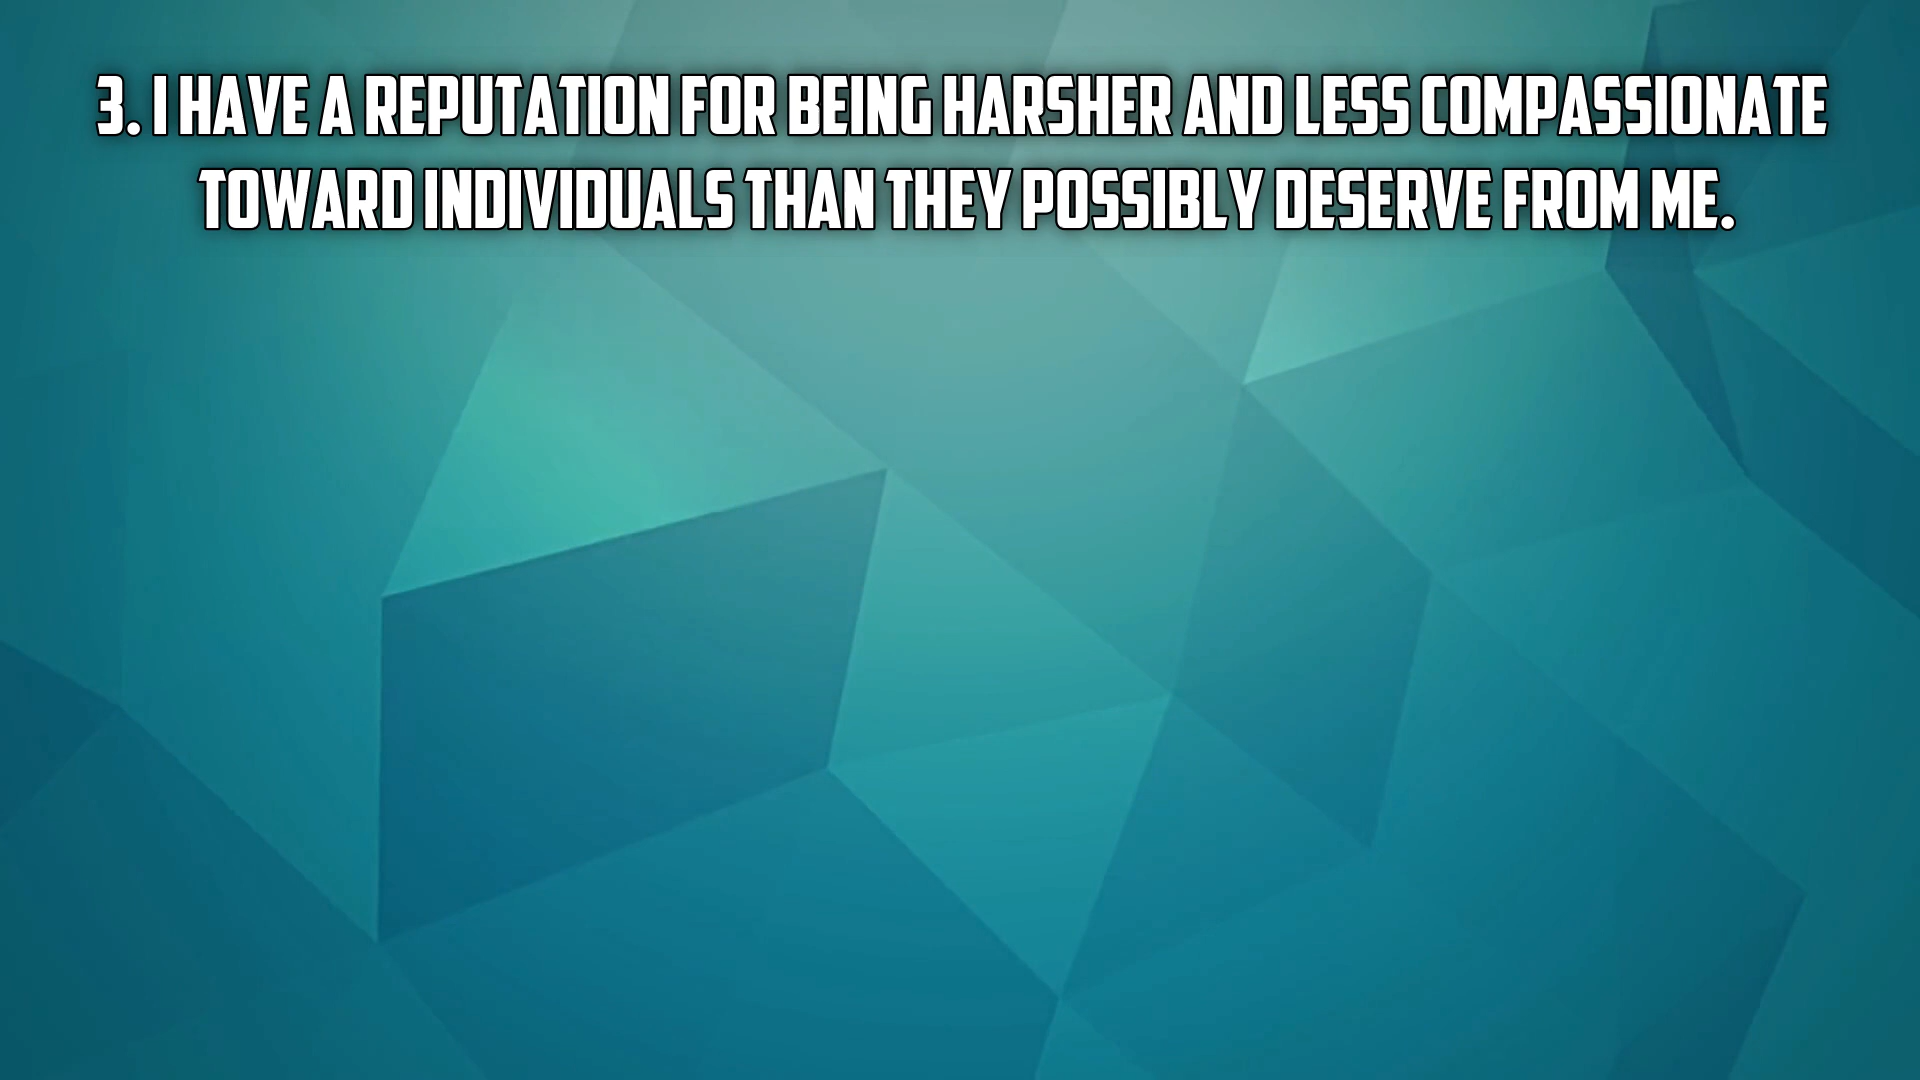 3. I HAVE A REPUTATION FOR BEING HARSHER AND LESS COMPASSIONATE
TOWARD INDIVIDUALS THAN THEY POSSIBLY DESERVE FROM ME.